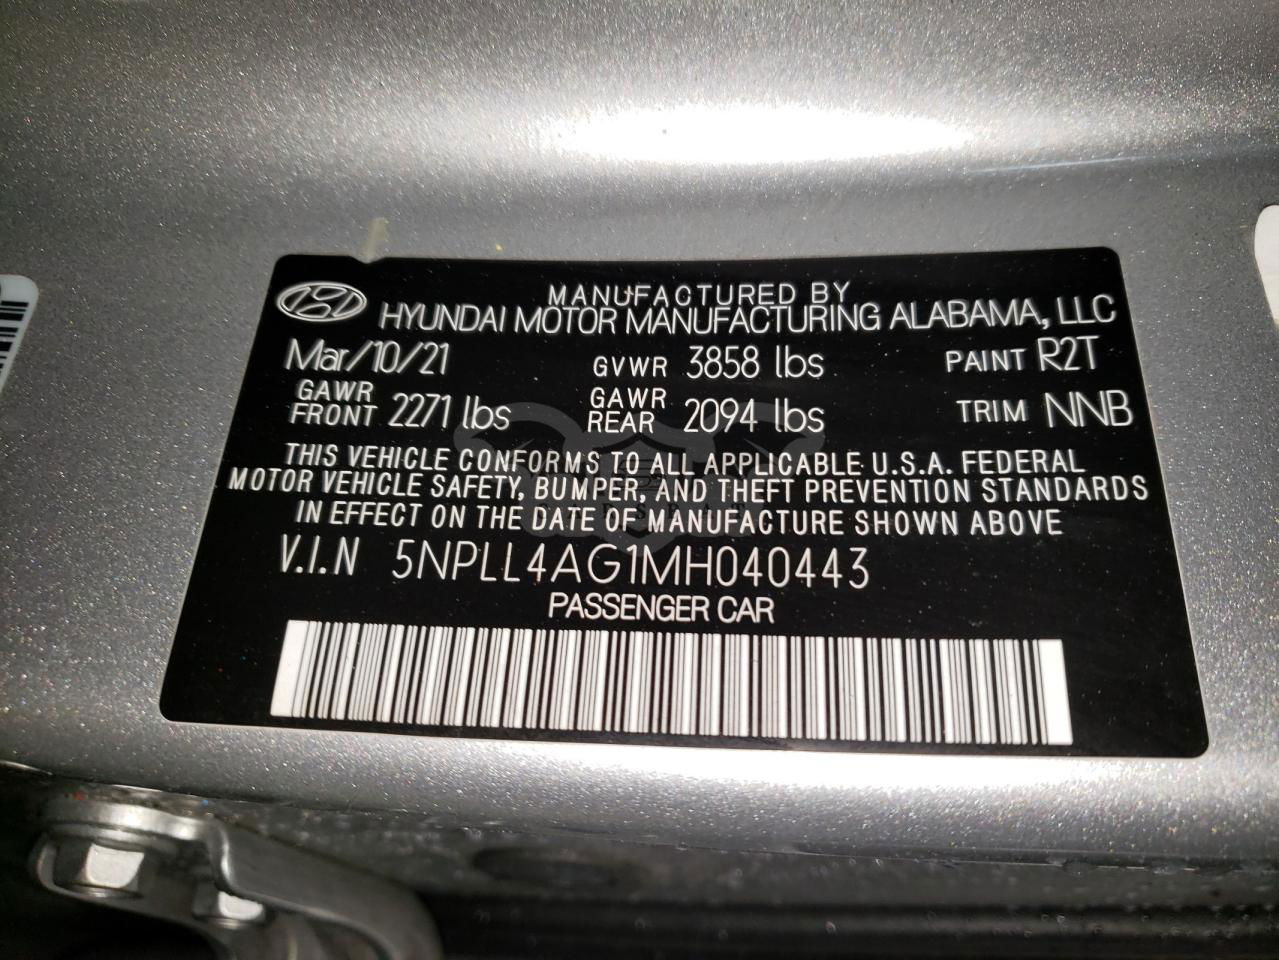 MANUFACTURED BY
HYUNDAI MOTOR MANUFACTURING ALABAMA, LLC
Mar/10/21 GVWR 3858 lbs PAINT R2T
GAWR FRONT 2271 lbs GAWR REAR 2094 lbs TRIM NNB
THIS VEHICLE CONFORMS TO ALL APPLICABLE U.S.A. FEDERAL
MOTOR VEHICLE SAFETY, BUMPER, AND THEFT PREVENTION STANDARDS
IN EFFECT ON THE DATE OF MANUFACTURE SHOWN ABOVE
V.I.N 5NPLL4AG1MH040443
PASSENGER CAR